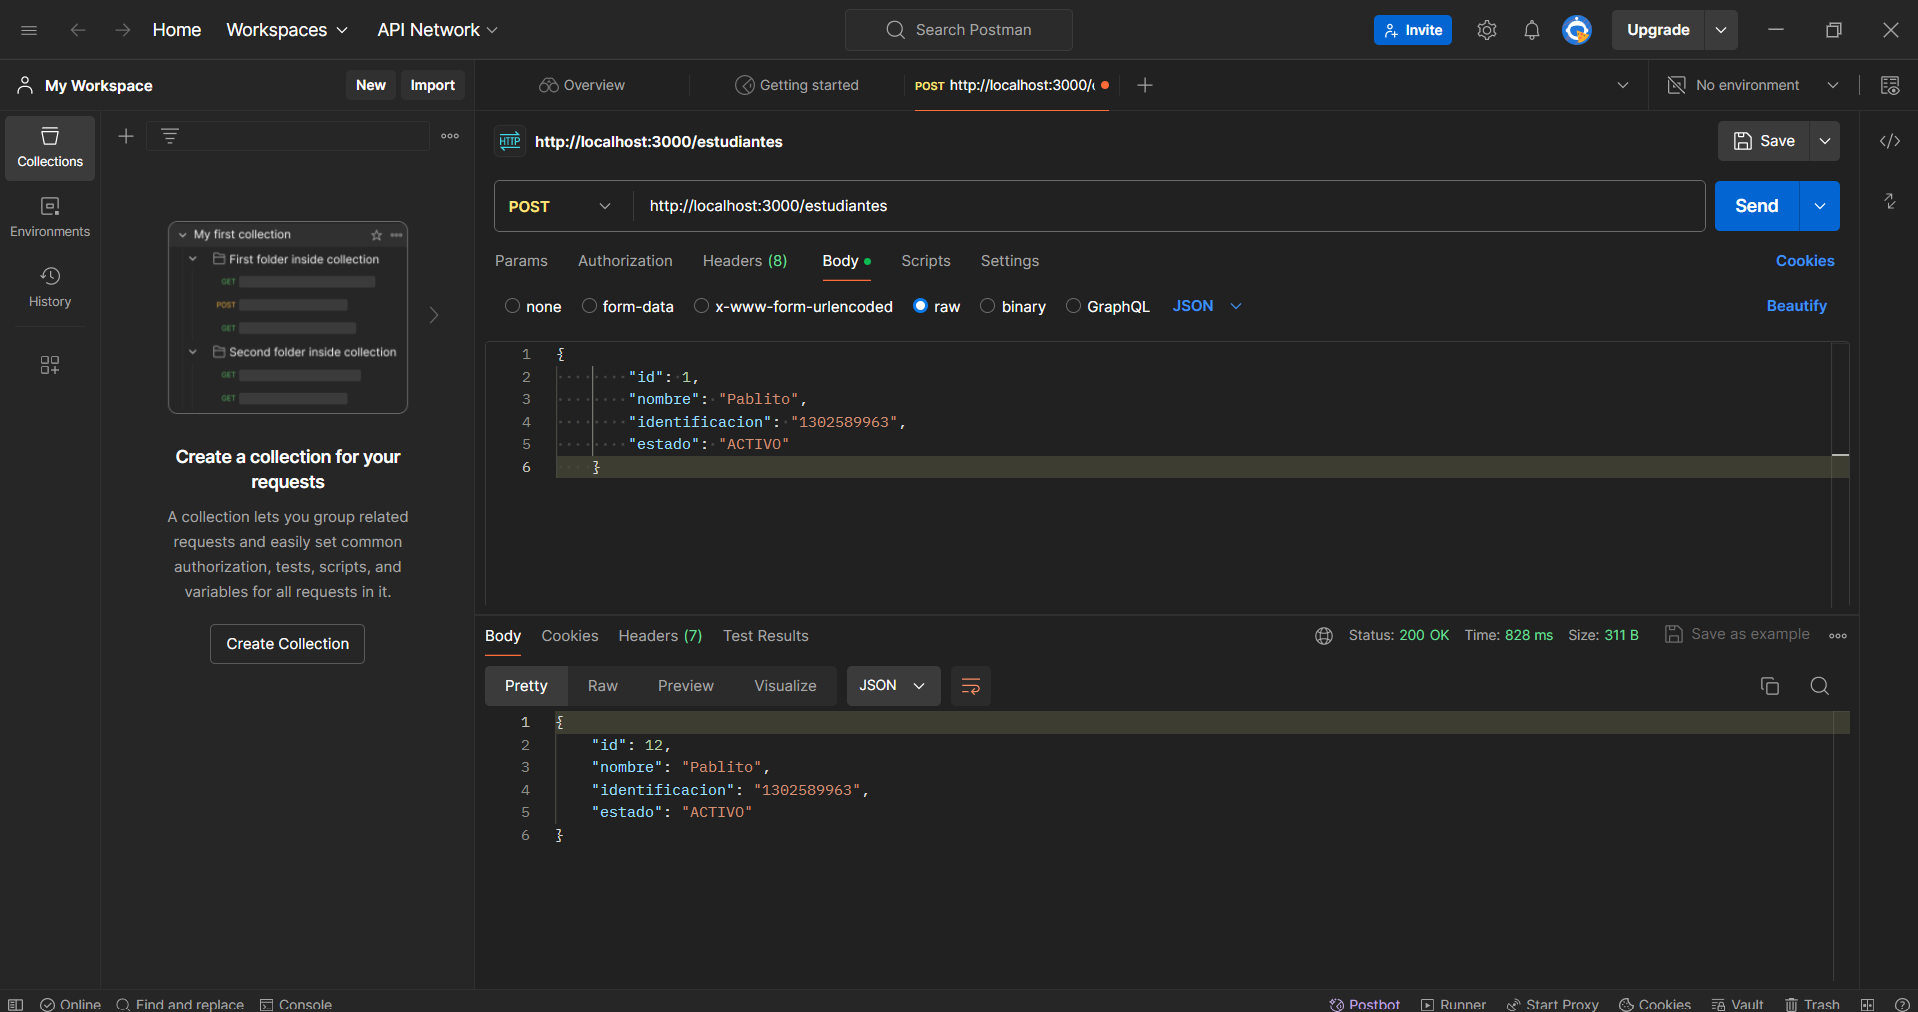 Home Workspaces API Network Search Postman Invite Upgrade
My Workspace New Import Overview Getting started POST http://localhost:3000/ No environment
Collections
Environments
History
My first collection
First folder inside collection
GET
POST
GET
Second folder inside collection
GET
GET
Create a collection for your
requests
A collection lets you group related
requests and easily set common
authorization, tests, scripts, and
variables for all requests in it.
Create Collection
HTTP http://localhost:3000/estudiantes Save
POST http://localhost:3000/estudiantes Send
Params Authorization Headers (8) Body Scripts Settings Cookies
none form-data x-www-form-urlencoded raw binary GraphQL JSON Beautify
1 {
2 "id": 1,
3 "nombre": "Pablito",
4 "identificacion": "1302589963",
5 "estado": "ACTIVO"
6 }
Body Cookies Headers (7) Test Results Status: 200 OK Time: 828 ms Size: 311 B Save as example
Pretty Raw Preview Visualize JSON
1 {
2 "id": 12,
3 "nombre": "Pablito",
4 "identificacion": "1302589963",
5 "estado": "ACTIVO"
6 }
Online Find and replace Console Postbot Runner Start Proxy Cookies Vault Trash